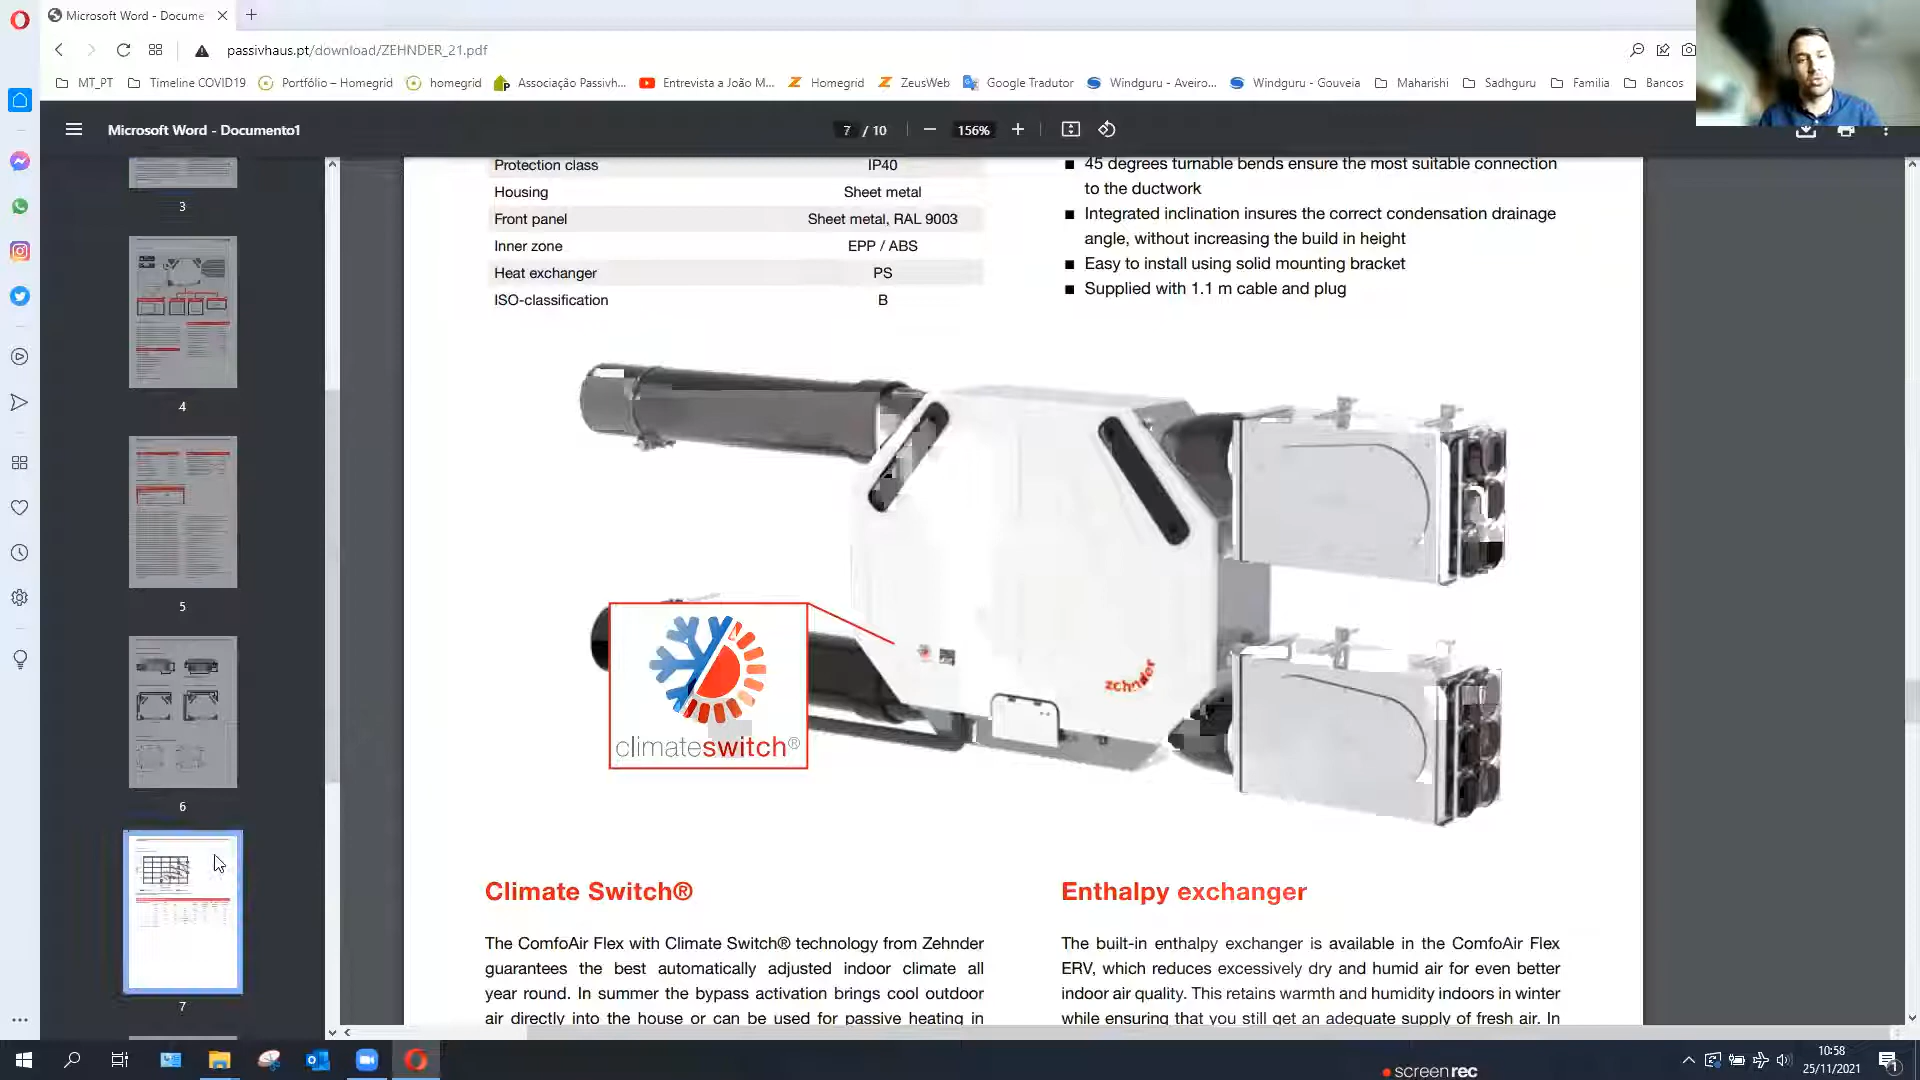 Microsoft Word - Docume
passivhaus.pt/download/ZEHNDER_21.pdf
MT_PT
Timeline COVID19
Portfólio – Homegrid
homegrid
Associação Passivh...
Entrevista a João M...
Homegrid
ZeusWeb
Google Tradutor
Windguru - Aveiro...
Windguru - Gouveia
Maharishi
Sadhguru
Familia
Bancos
Microsoft Word - Documento1
7 / 10
156%
3
4
5
6
7
Protection class IP40
Housing Sheet metal
Front panel Sheet metal, RAL 9003
Inner zone EPP / ABS
Heat exchanger PS
ISO-classification B
■ 45 degrees turnable bends ensure the most suitable connection
to the ductwork
■ Integrated inclination insures the correct condensation drainage
angle, without increasing the build in height
■ Easy to install using solid mounting bracket
■ Supplied with 1.1 m cable and plug
climateswitch®
zehnder
Climate Switch®
The ComfoAir Flex with Climate Switch® technology from Zehnder
guarantees the best automatically adjusted indoor climate all
year round. In summer the bypass activation brings cool outdoor
air directly into the house or can be used for passive heating in
Enthalpy exchanger
The built-in enthalpy exchanger is available in the ComfoAir Flex
ERV, which reduces excessively dry and humid air for even better
indoor air quality. This retains warmth and humidity indoors in winter
while ensuring that you still get an adequate supply of fresh air. In
10:58
25/11/2021
1
screenrec